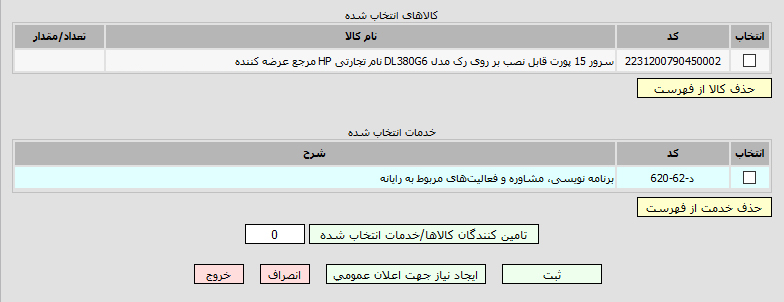 کالاهای انتخاب شده
انتخاب کد نام کالا تعداد/مقدار
2231200790450002 سرور 15 پورت قابل نصب بر روی رک مدل DL380G6 نام تجارتی HP مرجع عرضه کننده
حذف کالا از فهرست
خدمات انتخاب شده
انتخاب کد شرح
د-62-620 برنامه نویسی، مشاوره و فعالیت‌های مربوط به رایانه
حذف خدمت از فهرست
تامین کنندگان کالاها/خدمات انتخاب شده 0
ثبت ایجاد نیاز جهت اعلان عمومی انصراف خروج